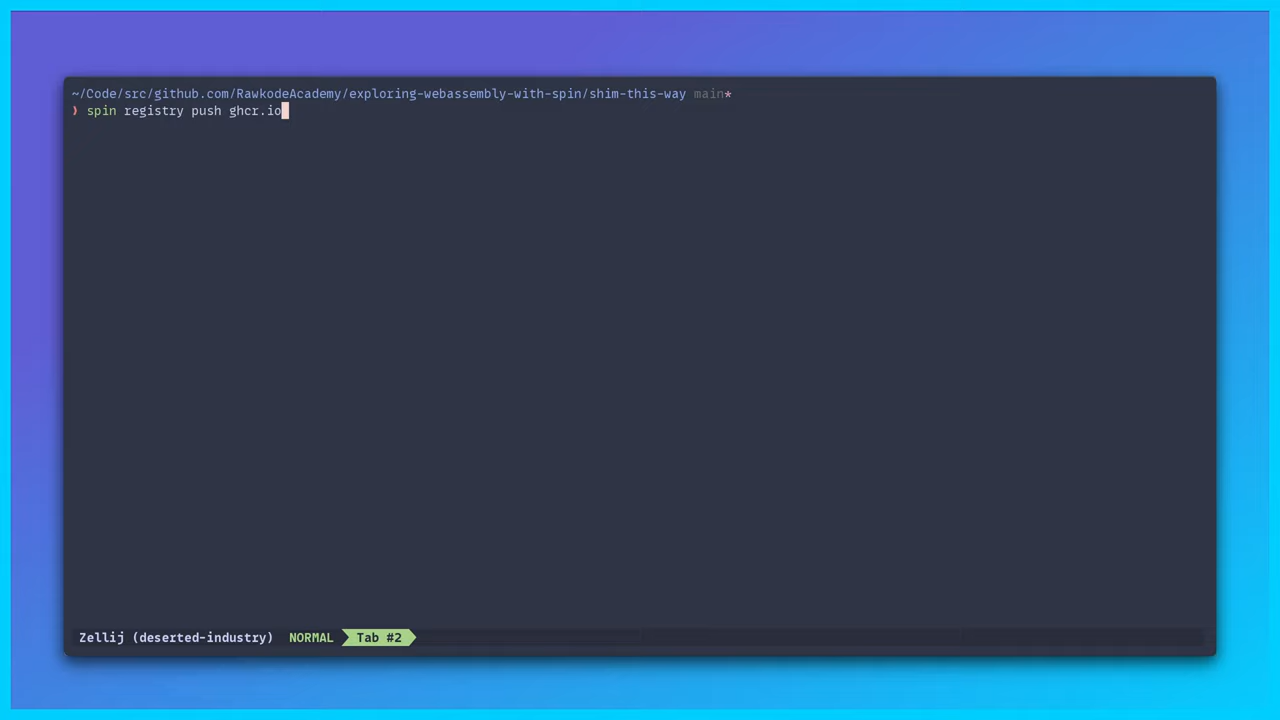 ~/Code/src/github.com/RawkodeAcademy/exploring-webassembly-with-spin/shim-this-way main*
❯ spin registry push ghcr.io
Zellij (deserted-industry) NORMAL Tab #2